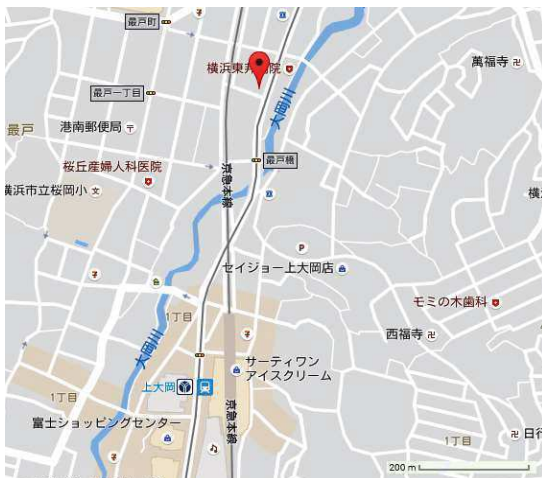 最戸町
横浜東邦病院
萬福寺
大岡川
最戸一丁目
港南郵便局
最戸
桜丘産婦人科医院
最戸橋
京急本線
横浜市立桜岡小
横
セイジョー上大岡店
モミの木歯科
1丁目
西福寺
大岡川
サーティワン
アイスクリーム
上大岡
1丁目
京急本線
富士ショッピングセンター
1丁目
日行
200 m